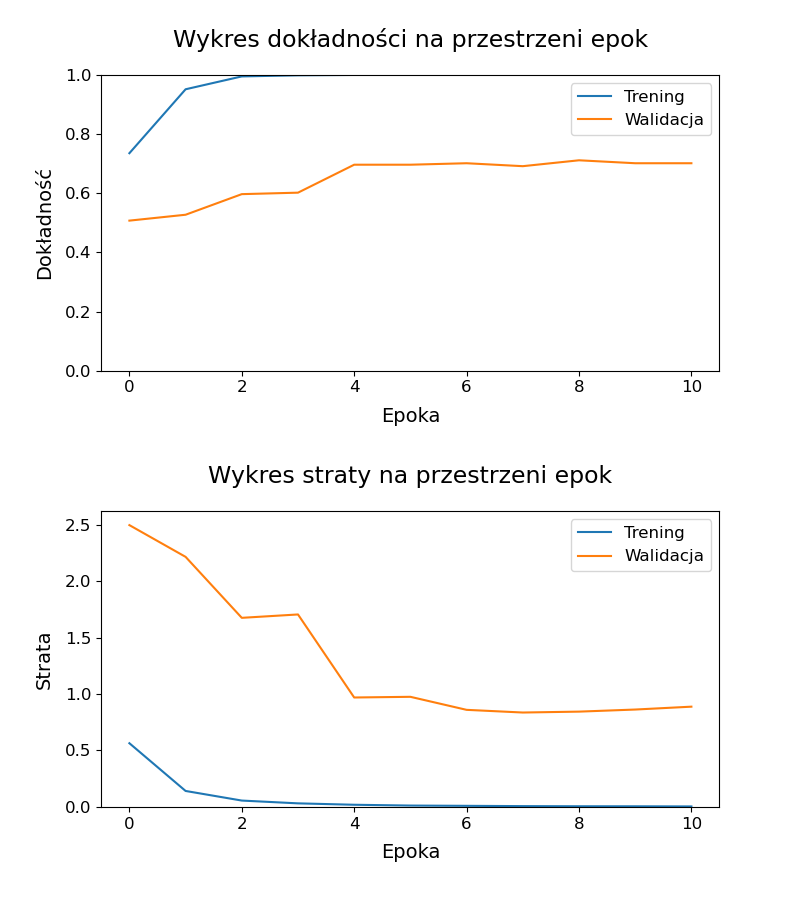 Wykres dokładności na przestrzeni epok
1.0
0.8
0.6
0.4
0.2
0.0
Dokładność
Trening
Walidacja
0 2 4 6 8 10
Epoka
Wykres straty na przestrzeni epok
2.5
2.0
1.5
1.0
0.5
0.0
Strata
Trening
Walidacja
0 2 4 6 8 10
Epoka